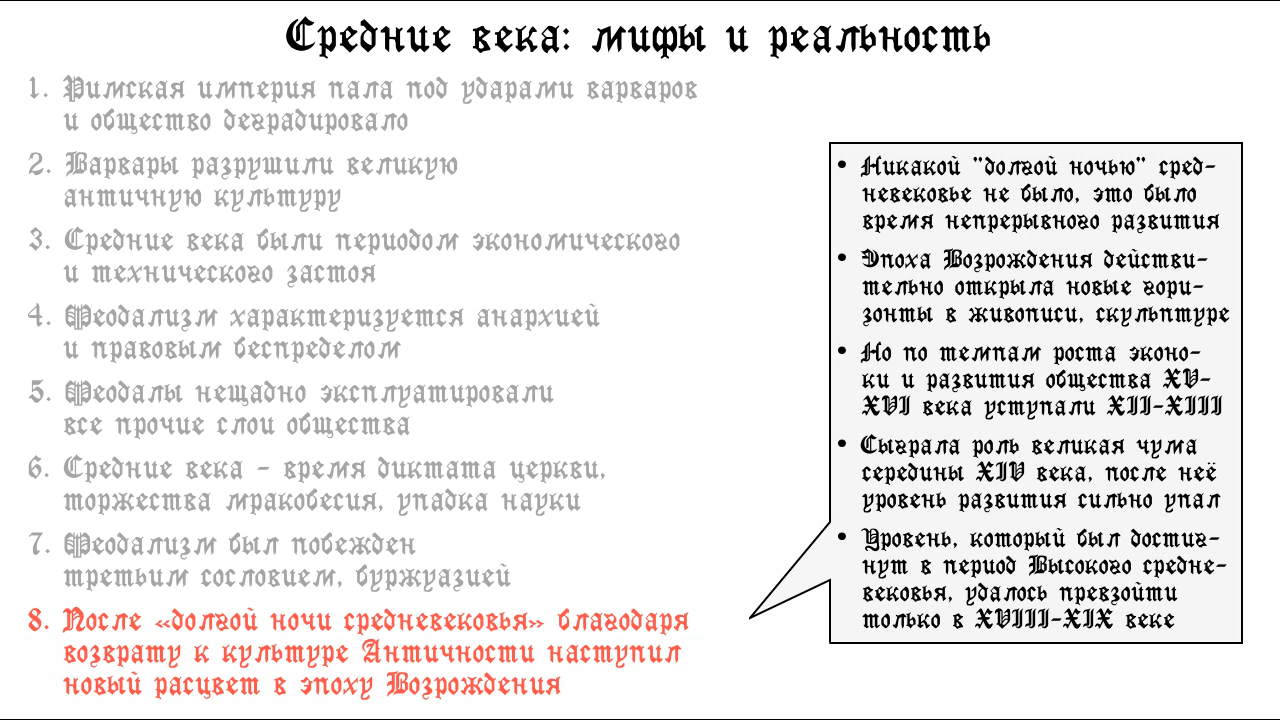 Средние века: мифы и реальность
1. Римская империя пала под ударами варваров
и общество деградировало
2. Варвары разрушили великую
античную культуру
3. Средние века были периодом экономического
и технического застоя
4. Феодализм характеризуется анархией
и правовым беспределом
5. Феодалы нещадно эксплуатировали
все прочие слои общества
6. Средние века - время диктата церкви,
торжества мракобесия, упадка науки
7. Феодализм был побежден
третьим сословием, буржуазией
8. После «долгой ночи средневековья» благодаря
возврату к культуре Античности наступил
новый расцвет в эпоху Возрождения
• Никакой "долгой ночью" сред-
невековье не было, это было
время непрерывного развития
• Эпоха Возрождения действи-
тельно открыла новые гори-
зонты в живописи, скульптуре
• Но по темпам роста эконо-
ки и развития общества XV-
XVI века уступали XII-XIII
• Сыграла роль великая чума
середины XIV века, после неё
уровень развития сильно упал
• Уровень, который был достиг-
нут в период Высокого средне-
вековья, удалось превзойти
только в XVIII-XIX веке